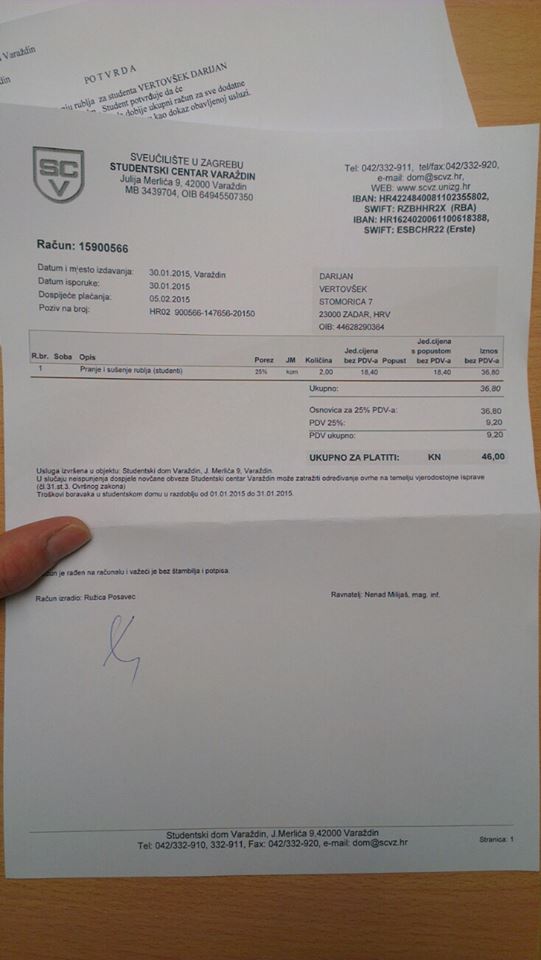 Varaždin
din
POTVRDA
nju rublja za studenta VERTOVŠEK DARIJAN
Student potvrđuje da će
dobije ukupni račun za sve dodatne
kao dokaz obavljenoj usluzi.
SCV
SVEUČILIŠTE U ZAGREBU
STUDENTSKI CENTAR VARAŽDIN
Julija Merlića 9, 42000 Varaždin
MB 3439704, OIB 64945507350
Tel: 042/332-911, tel/fax:042/332-920,
e-mail: dom@scvz.hr,
WEB: www.scvz.unizg.hr
IBAN: HR4224840081102355802,
SWIFT: RZBHHR2X (RBA)
IBAN: HR1624020061100618388,
SWIFT: ESBCHR22 (Erste)
Račun: 15900566
Datum i mjesto izdavanja: 30.01.2015, Varaždin
Datum isporuke: 30.01.2015
Dospijeće plaćanja: 05.02.2015
Poziv na broj: HR02 900566-147656-20150
DARIJAN
VERTOVŠEK
STOMORICA 7
23000 ZADAR, HRV
OIB: 44628290364
R.br. Soba Opis Porez JM Količina Jed.cijena bez PDV-a Popust Jed.cijena s popustom bez PDV-a Iznos bez PDV-a
1 Pranje i sušenje rublja (studenti) 25% kom 2,00 18,40 18,40 36,80
Ukupno: 36,80
Osnovica za 25% PDV-a: 36,80
PDV 25%: 9,20
PDV ukupno: 9,20
UKUPNO ZA PLATITI: KN 46,00
Usluga izvršena u objektu: Studentski dom Varaždin, J. Merlića 9, Varaždin.
U slučaju neispunjenja dospjele novčane obveze Studentski centar Varaždin može zatražiti određivanje ovrhe na temelju vjerodostojne isprave
(čl.31.st.3. Ovršnog zakona)
Troškovi boravaka u studentskom domu u razdoblju od 01.01.2015 do 31.01.2015.
je rađen na računalu i važeći je bez štambilja i potpisa.
Račun izradio: Ružica Posavec
Ravnatelj: Nenad Milijaš, mag. inf.
Studentski dom Varaždin, J.Merlića 9,42000 Varaždin
Tel: 042/332-910, 332-911, Fax: 042/332-920, e-mail: dom@scvz.hr
Stranica: 1